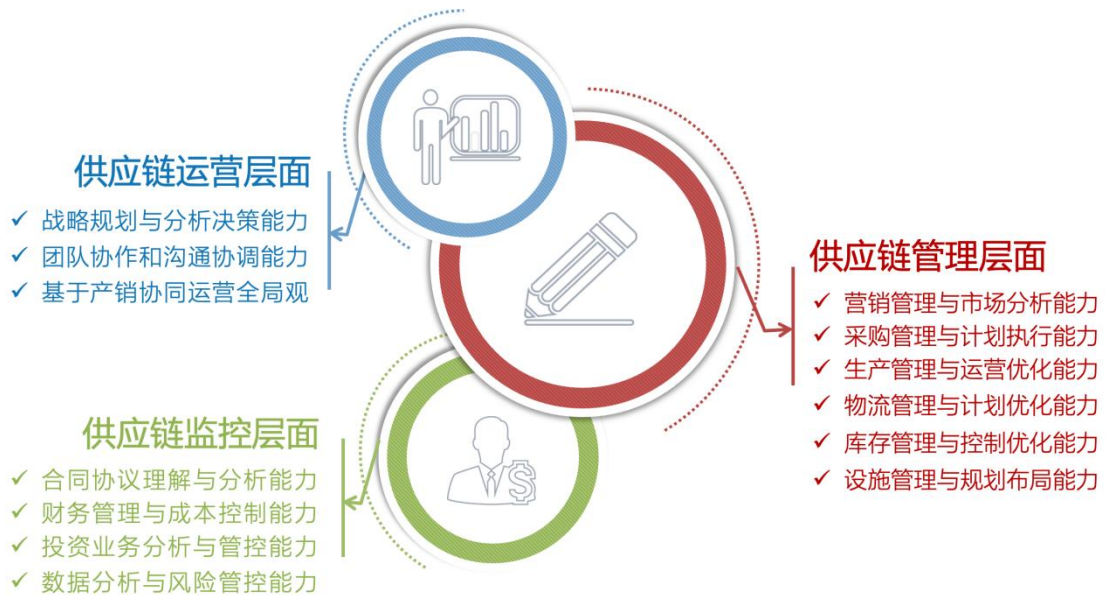 供应链运营层面
✓ 战略规划与分析决策能力
✓ 团队协作和沟通协调能力
✓ 基于产销协同运营全局观
供应链管理层面
✓ 营销管理与市场分析能力
✓ 采购管理与计划执行能力
✓ 生产管理与运营优化能力
✓ 物流管理与计划优化能力
✓ 库存管理与控制优化能力
✓ 设施管理与规划布局能力
供应链监控层面
✓ 合同协议理解与分析能力
✓ 财务管理与成本控制能力
✓ 投资业务分析与管控能力
✓ 数据分析与风险管控能力